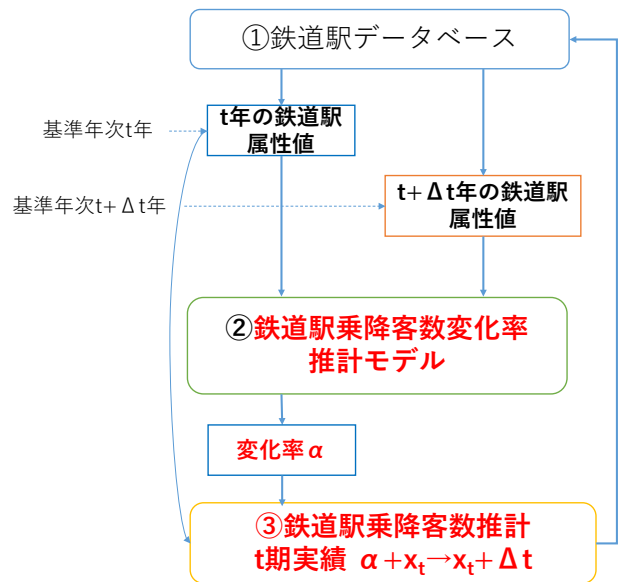 ①鉄道駅データベース
t年の鉄道駅
属性値
基準年次t年
t+Δt年の鉄道駅
属性値
基準年次t+Δt年
②鉄道駅乗降客数変化率
推計モデル
変化率α
③鉄道駅乗降客数推計
t期実績 α+xₜ→xₜ+Δt